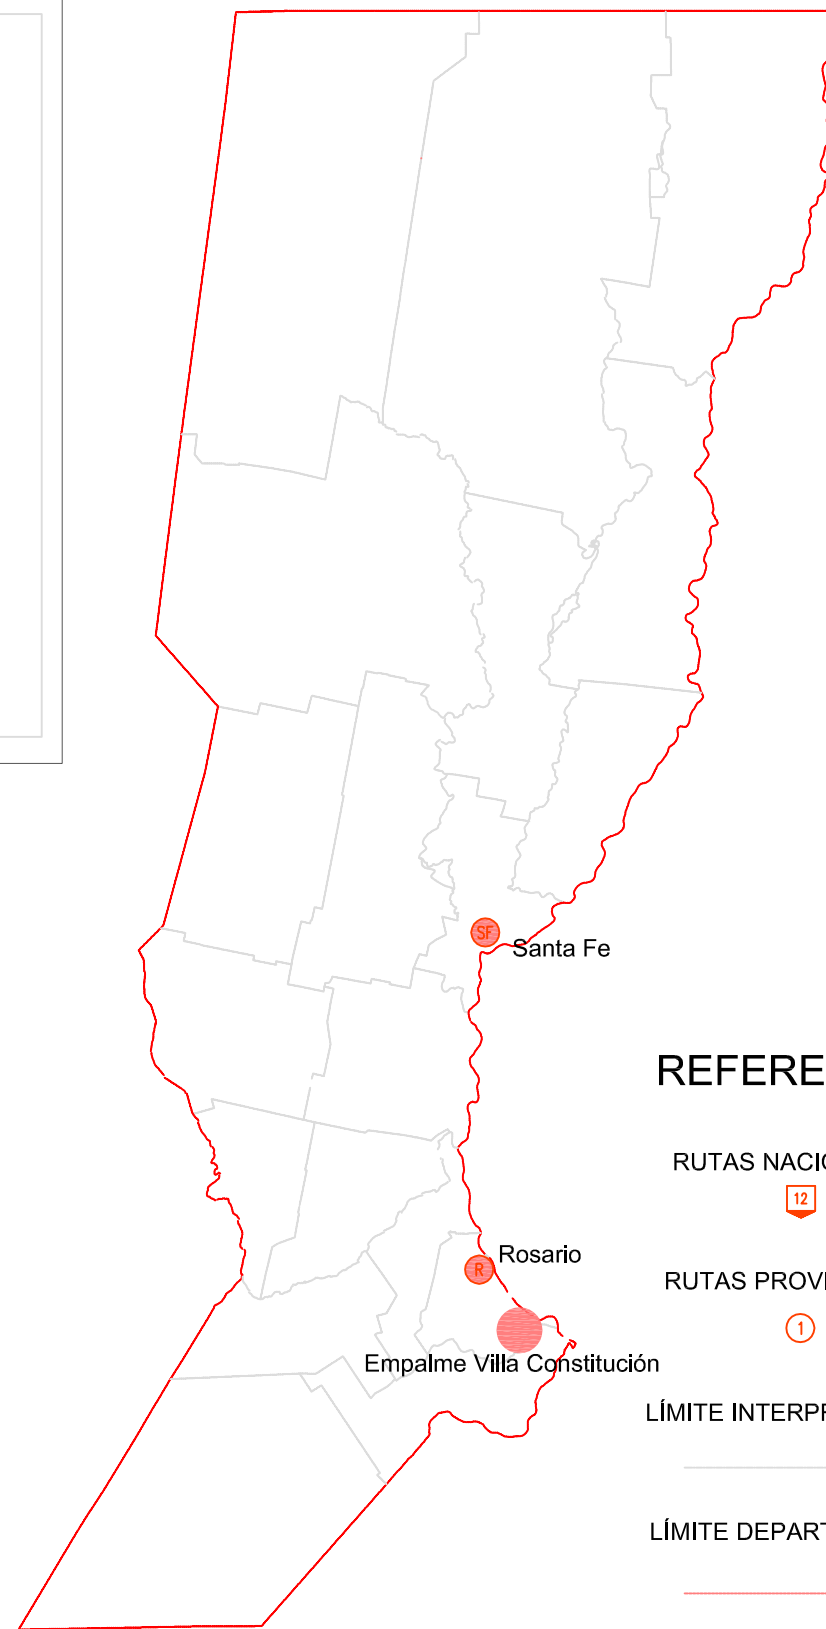 SF
Santa Fe
REFERE
RUTAS NACIO
12
Rosario
R
RUTAS PROVI
1
Empalme Villa Constitución
LÍMITE INTERPR
LÍMITE DEPART